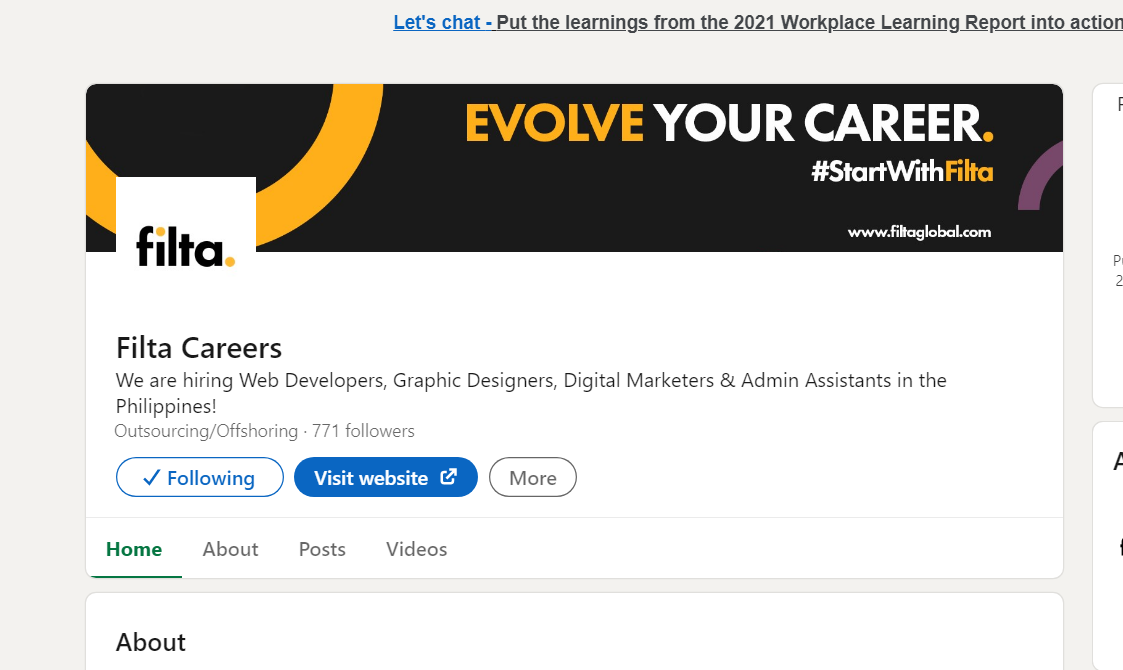 Let's chat - Put the learnings from the 2021 Workplace Learning Report into action
EVOLVE YOUR CAREER.
#StartWithFilta
www.filtaglobal.com
filta.
Filta Careers
We are hiring Web Developers, Graphic Designers, Digital Marketers & Admin Assistants in the
Philippines!
Outsourcing/Offshoring · 771 followers
Following
Visit website
More
Home
About
Posts
Videos
About